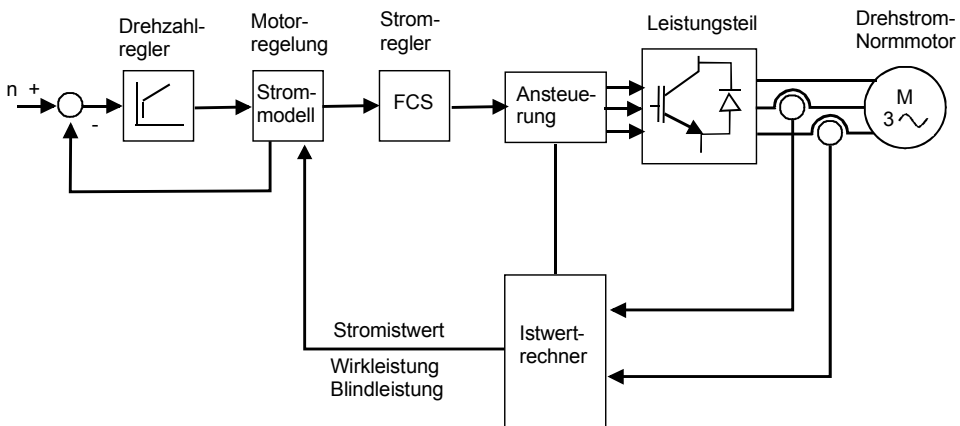 Drehzahl-
regler
Motor-
regelung
Strom-
regler
Leistungsteil
Drehstrom-
Normmotor
n +
-
Strom-
modell
FCS
Ansteue-
rung
M
3
Stromistwert
Wirkleistung
Blindleistung
Istwert-
rechner